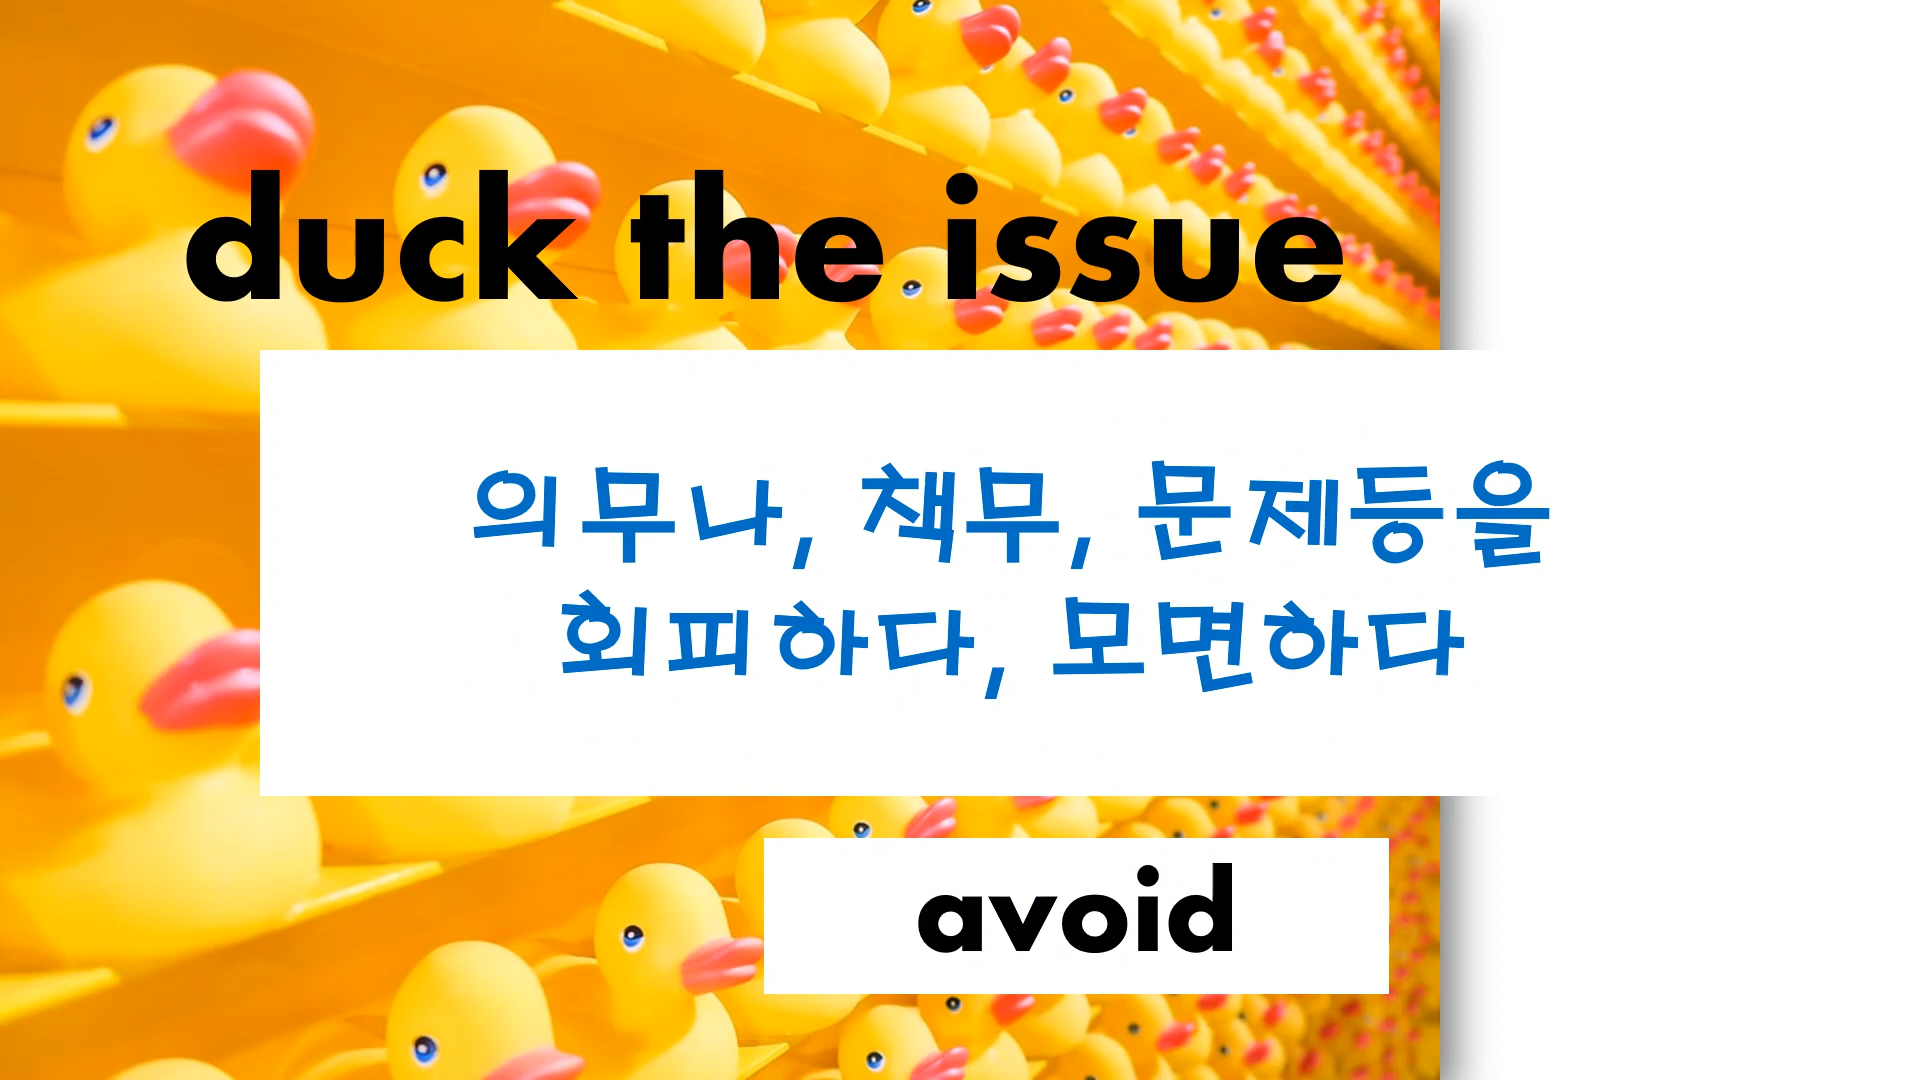 duck the issue
의무나, 책무, 문제등을
회피하다, 모면하다
avoid